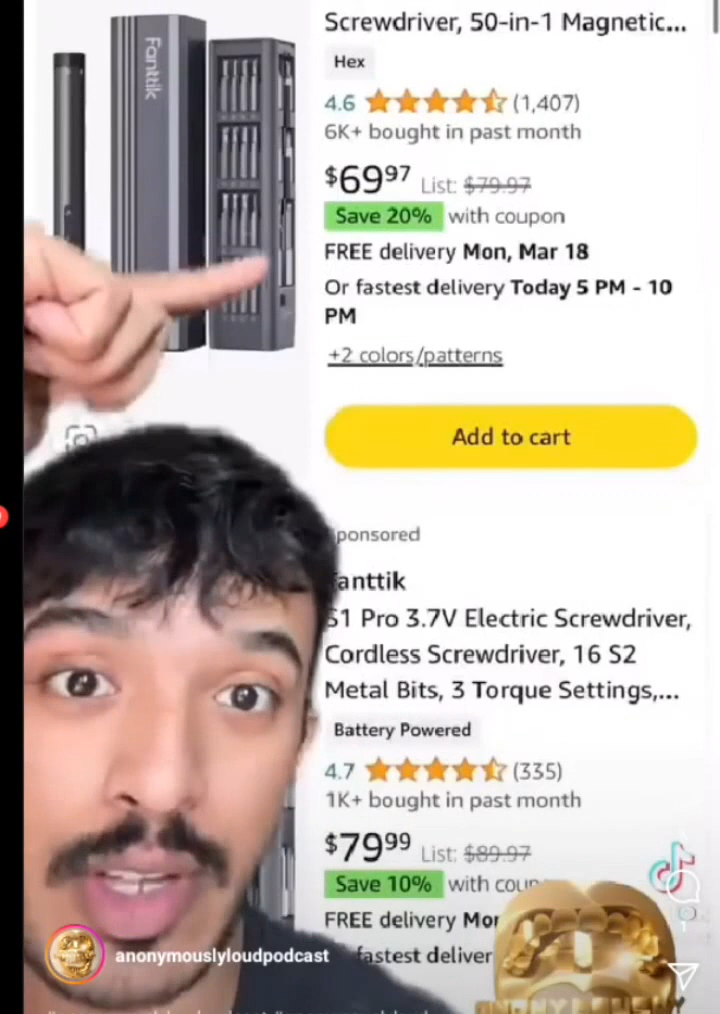 Fanttik
Screwdriver, 50-in-1 Magnetic...
Hex
4.6 (1,407)
6K+ bought in past month
$69 97 List: $79.97
Save 20% with coupon
FREE delivery Mon, Mar 18
Or fastest delivery Today 5 PM - 10
PM
+2 colors/patterns
Add to cart
ponsored
anttik
S1 Pro 3.7V Electric Screwdriver,
Cordless Screwdriver, 16 S2
Metal Bits, 3 Torque Settings,...
Battery Powered
4.7 (335)
1K+ bought in past month
$79 99 List: $89.97
Save 10% with coup
FREE delivery Mo
fastest deliver
anonymouslyloudpodcast